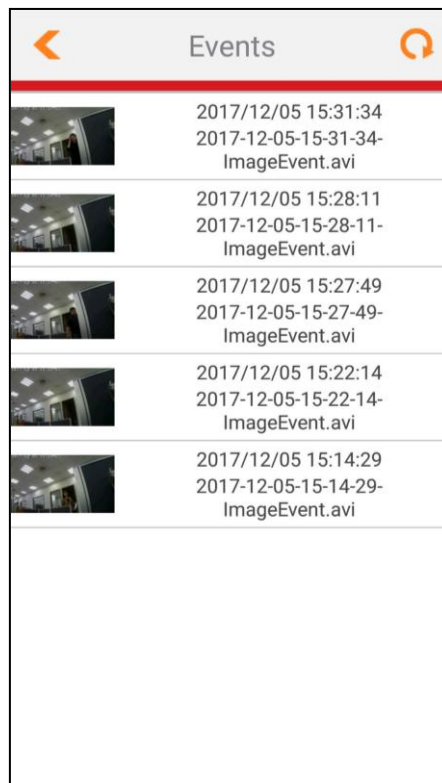 Events
2017/12/05 15:31:34
2017-12-05-15-31-34-
ImageEvent.avi
2017/12/05 15:28:11
2017-12-05-15-28-11-
ImageEvent.avi
2017/12/05 15:27:49
2017-12-05-15-27-49-
ImageEvent.avi
2017/12/05 15:22:14
2017-12-05-15-22-14-
ImageEvent.avi
2017/12/05 15:14:29
2017-12-05-15-14-29-
ImageEvent.avi